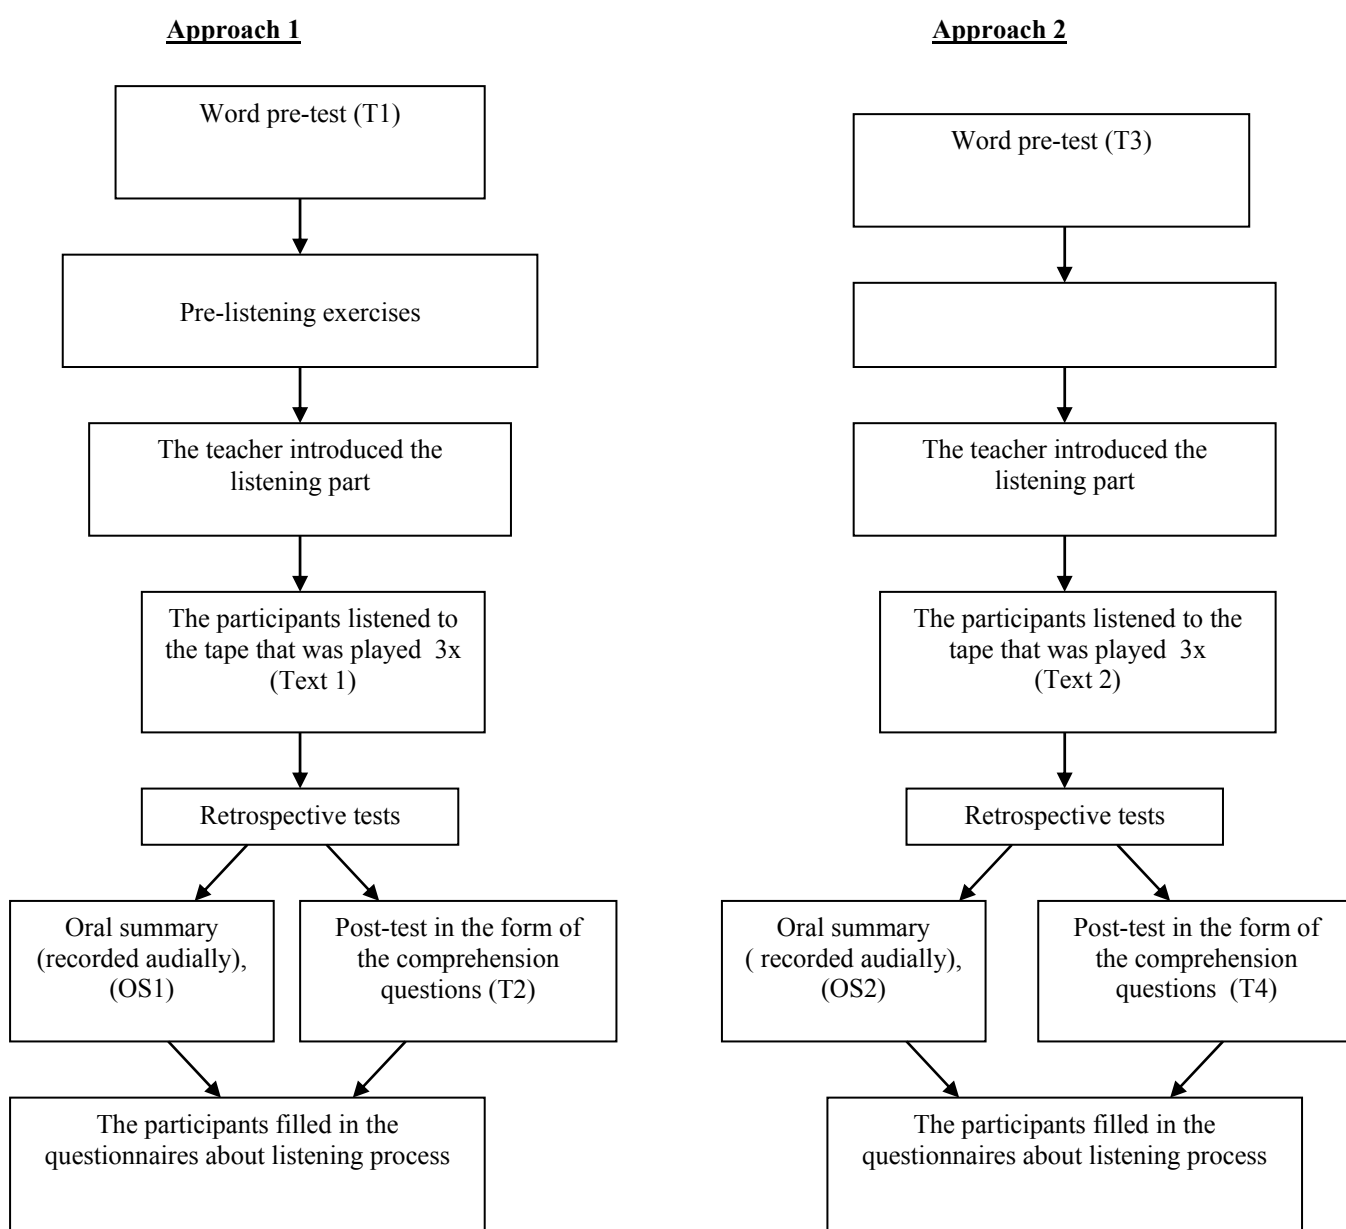 Approach 1
Word pre-test (T1)
Pre-listening exercises
The teacher introduced the
listening part
The participants listened to
the tape that was played  3x
(Text 1)
Retrospective tests
Oral summary
(recorded audially),
(OS1)
Post-test in the form of
the comprehension
questions (T2)
The participants filled in the
questionnaires about listening process
Approach 2
Word pre-test (T3)
The teacher introduced the
listening part
The participants listened to the
tape that was played  3x
(Text 2)
Retrospective tests
Oral summary
( recorded audially),
(OS2)
Post-test in the form of
the comprehension
questions  (T4)
The participants filled in the
questionnaires about listening process